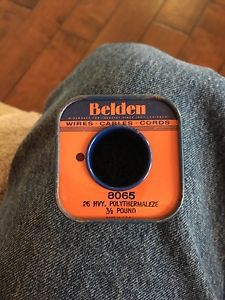 Belden
WIRES - CABLES - CORDS
8065
26 HVY. POLYTHERMALEZE
½ POUND